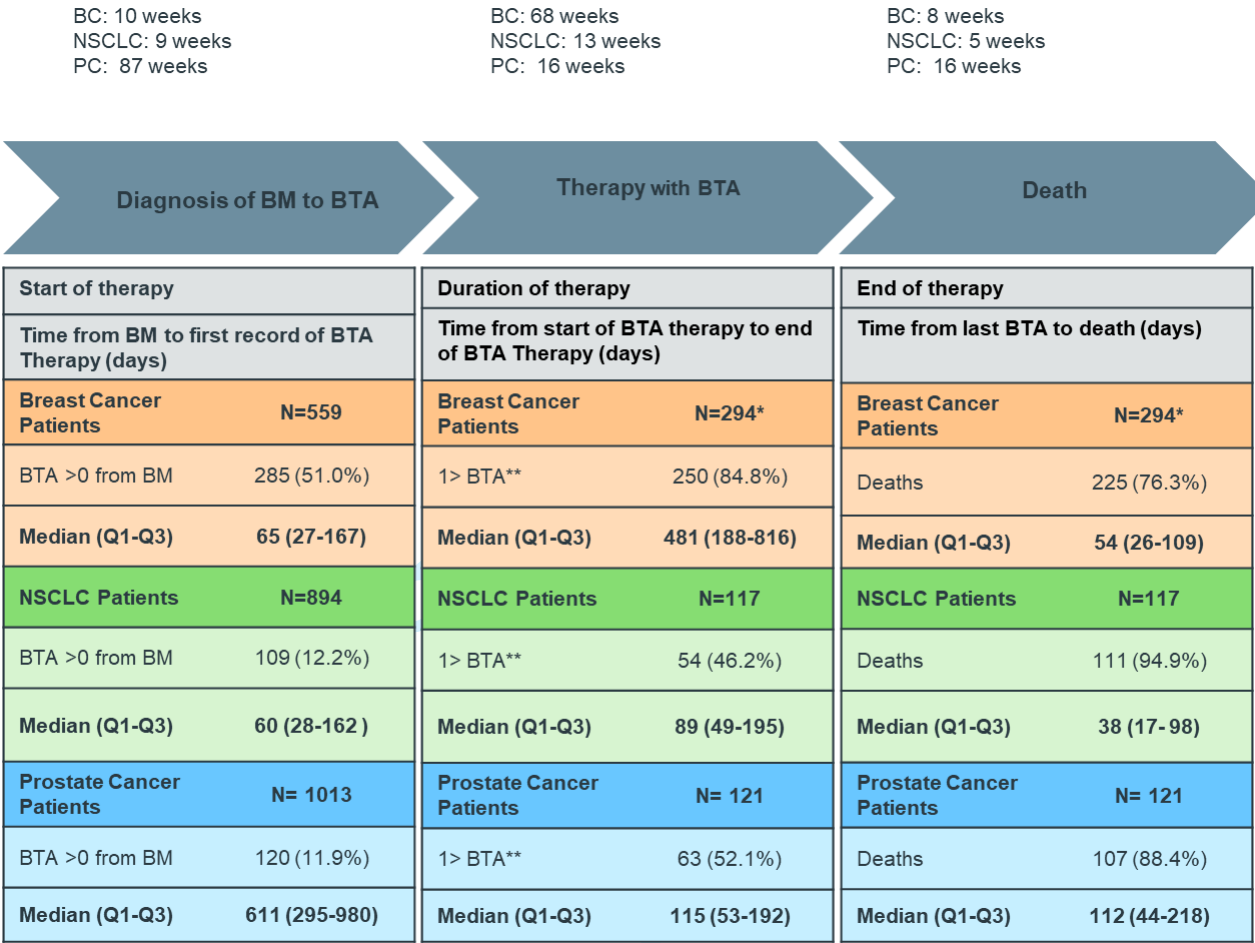 BC: 10 weeks
NSCLC: 9 weeks
PC: 87 weeks
BC: 68 weeks
NSCLC: 13 weeks
PC: 16 weeks
BC: 8 weeks
NSCLC: 5 weeks
PC: 16 weeks
Diagnosis of BM to BTA
Therapy with BTA
Death
Start of therapy
Time from BM to first record of BTA
Therapy (days)
Breast Cancer
Patients
N=559
BTA >0 from BM 285 (51.0%)
Median (Q1-Q3) 65 (27-167)
NSCLC Patients N=894
BTA >0 from BM 109 (12.2%)
Median (Q1-Q3) 60 (28-162 )
Prostate Cancer
Patients
N= 1013
BTA >0 from BM 120 (11.9%)
Median (Q1-Q3) 611 (295-980)
Duration of therapy
Time from start of BTA therapy to end
of BTA Therapy (days)
Breast Cancer
Patients
N=294*
1> BTA** 250 (84.8%)
Median (Q1-Q3) 481 (188-816)
NSCLC Patients N=117
1> BTA** 54 (46.2%)
Median (Q1-Q3) 89 (49-195)
Prostate Cancer
Patients
N= 121
1> BTA** 63 (52.1%)
Median (Q1-Q3) 115 (53-192)
End of therapy
Time from last BTA to death (days)
Breast Cancer
Patients
N=294*
Deaths 225 (76.3%)
Median (Q1-Q3) 54 (26-109)
NSCLC Patients N=117
Deaths 111 (94.9%)
Median (Q1-Q3) 38 (17- 98)
Prostate Cancer
Patients
N= 121
Deaths 107 (88.4%)
Median (Q1-Q3) 112 (44-218)